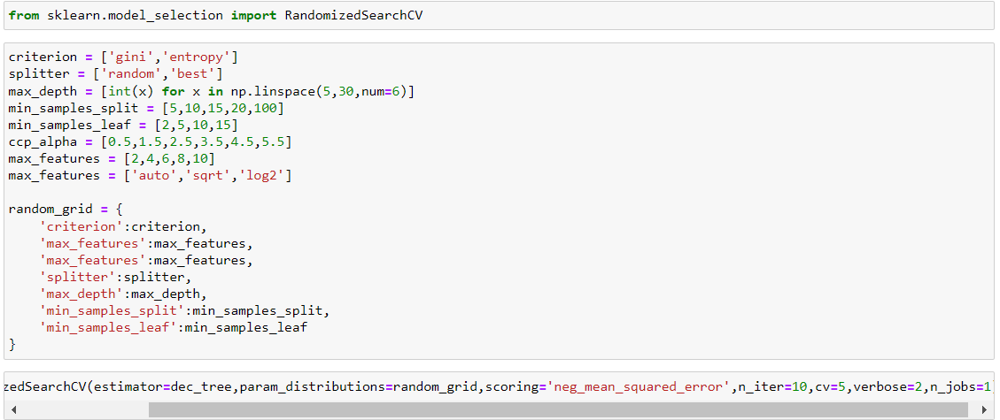 from sklearn.model_selection import RandomizedSearchCV
criterion = ['gini','entropy']
splitter = ['random','best']
max_depth = [int(x) for x in np.linspace(5,30,num=6)]
min_samples_split = [5,10,15,20,100]
min_samples_leaf = [2,5,10,15]
ccp_alpha = [0.5,1.5,2.5,3.5,4.5,5.5]
max_features = [2,4,6,8,10]
max_features = ['auto','sqrt','log2']
random_grid = {
    'criterion':criterion,
    'max_features':max_features,
    'max_features':max_features,
    'splitter':splitter,
    'max_depth':max_depth,
    'min_samples_split':min_samples_split,
    'min_samples_leaf':min_samples_leaf
}
zedSearchCV(estimator=dec_tree,param_distributions=random_grid,scoring='neg_mean_squared_error',n_iter=10,cv=5,verbose=2,n_jobs=1